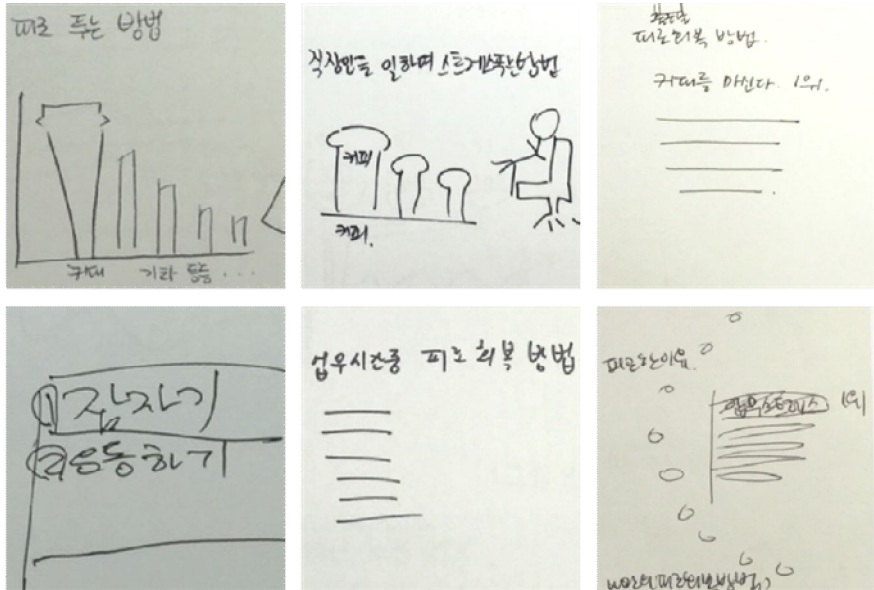 피로 푸는 방법
커피 기타 등등...
직장인들 일하며 스트레스푸는방법
커피
커피.
피로회복 방법.
커피를 마신다. 1위.
① 잠자기
② 운동하기
업무시간중 피로 회복 방법
피로한이유.
업무스트레스 1위